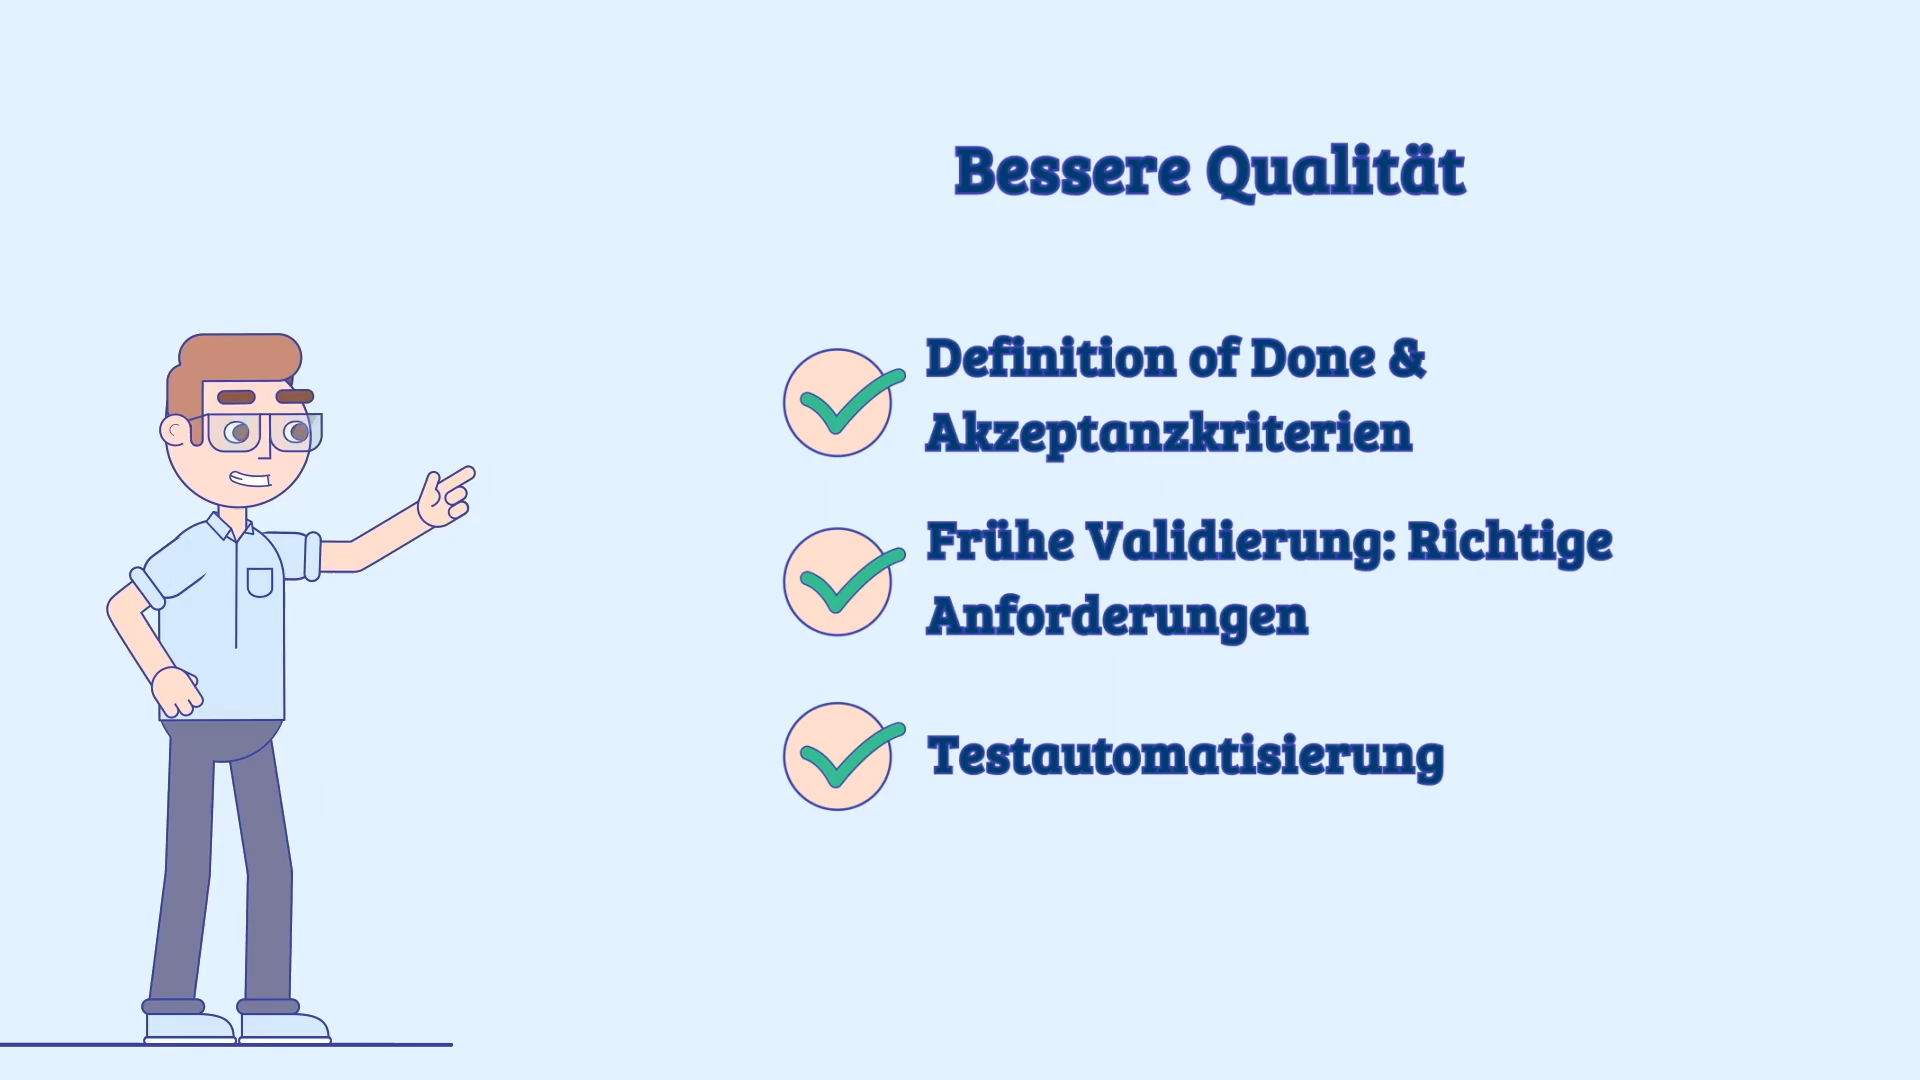 Bessere Qualität
Definition of Done &
Akzeptanzkriterien
Frühe Validierung: Richtige
Anforderungen
Testautomatisierung